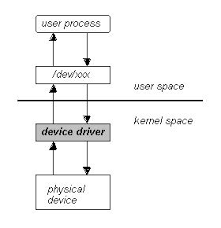 user process
/dev/xxx
user space
kernel space
device driver
physical
device